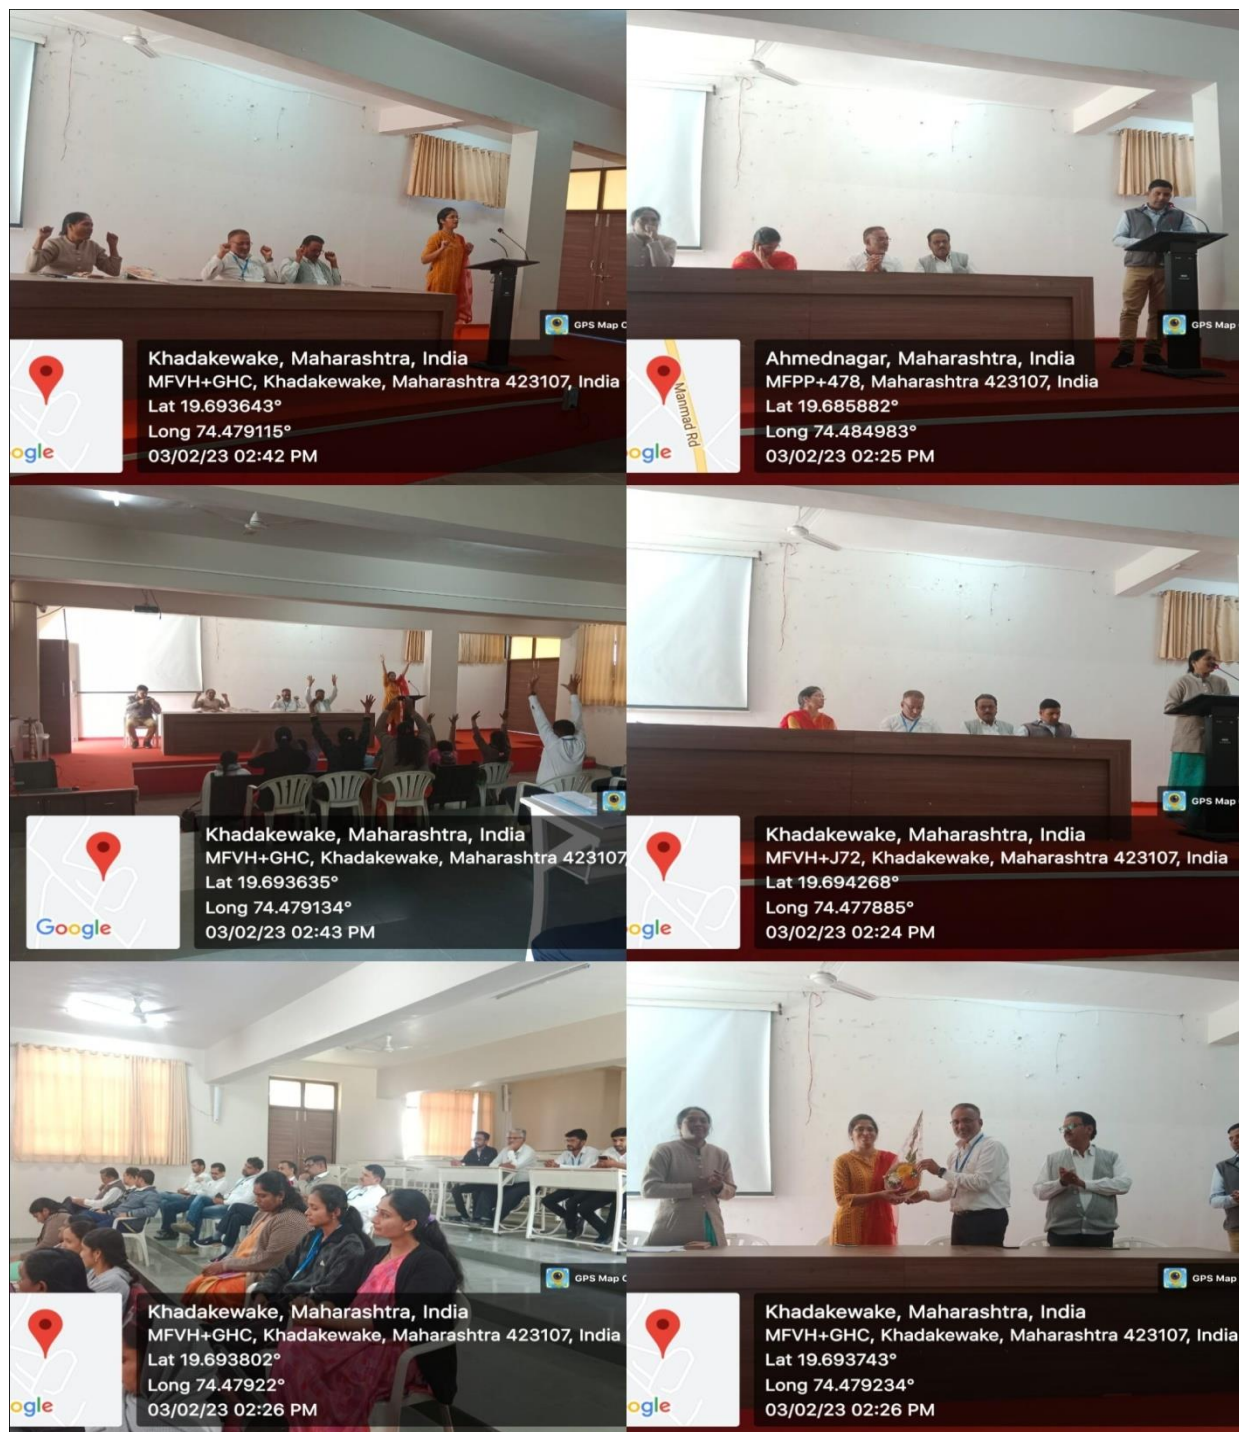 GPS Map C
Khadakewake, Maharashtra, India
MFVH+GHC, Khadakewake, Maharashtra 423107, India
Lat 19.693643°
Long 74.479115°
03/02/23 02:42 PM
ogle
GPS Map
Ahmednagar, Maharashtra, India
MFPP+478, Maharashtra 423107, India
Lat 19.685882°
Long 74.484983°
03/02/23 02:25 PM
Manmad Rd
ogle
Khadakewake, Maharashtra, India
MFVH+GHC, Khadakewake, Maharashtra 423107
Lat 19.693635°
Long 74.479134°
03/02/23 02:43 PM
Google
GPS Map
Khadakewake, Maharashtra, India
MFVH+J72, Khadakewake, Maharashtra 423107, India
Lat 19.694268°
Long 74.477885°
03/02/23 02:24 PM
ogle
GPS Map C
Khadakewake, Maharashtra, India
MFVH+GHC, Khadakewake, Maharashtra 423107, India
Lat 19.693802°
Long 74.47922°
03/02/23 02:26 PM
ogle
GPS Map
Khadakewake, Maharashtra, India
MFVH+GHC, Khadakewake, Maharashtra 423107, India
Lat 19.693743°
Long 74.479234°
03/02/23 02:26 PM
ogle